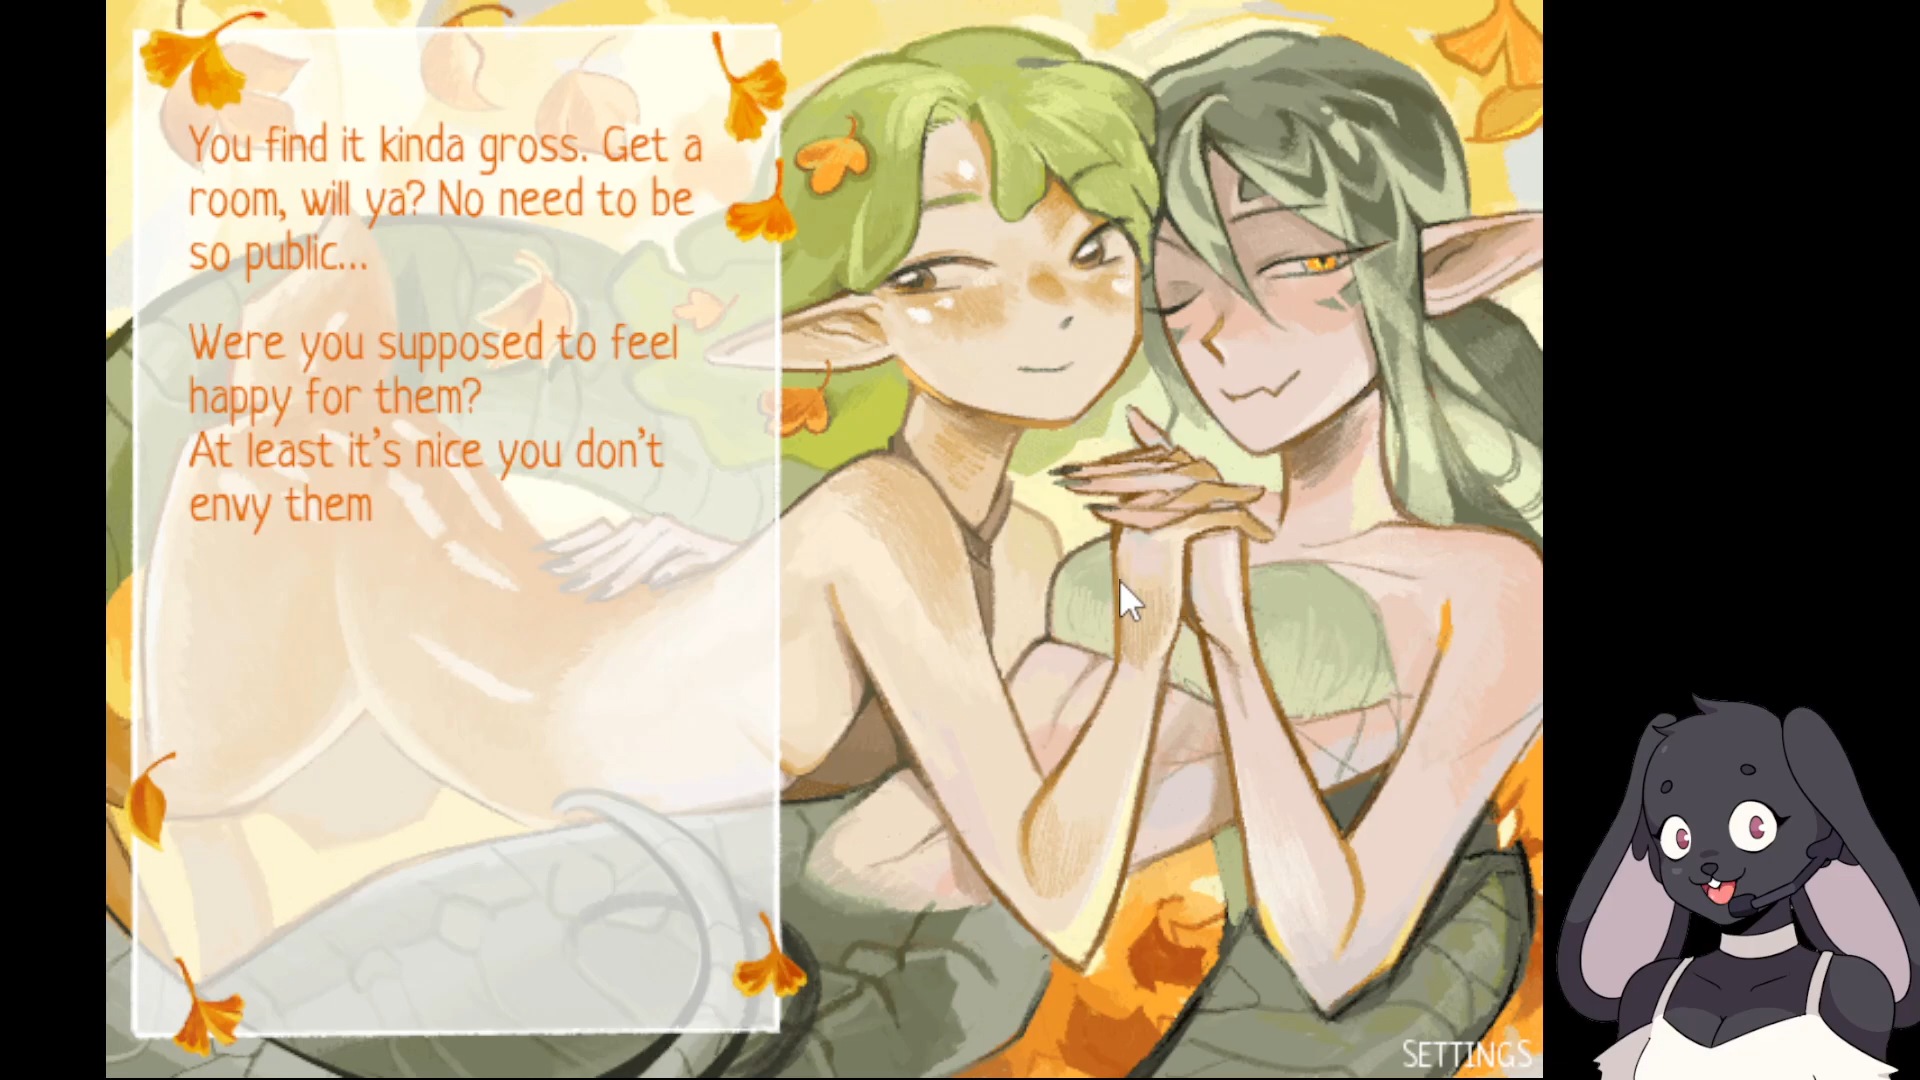 You find it kinda gross. Get a
room, will ya? No need to be
so public...
Were you supposed to feel
happy for them?
At least it's nice you don't
envy them
SETTINGS